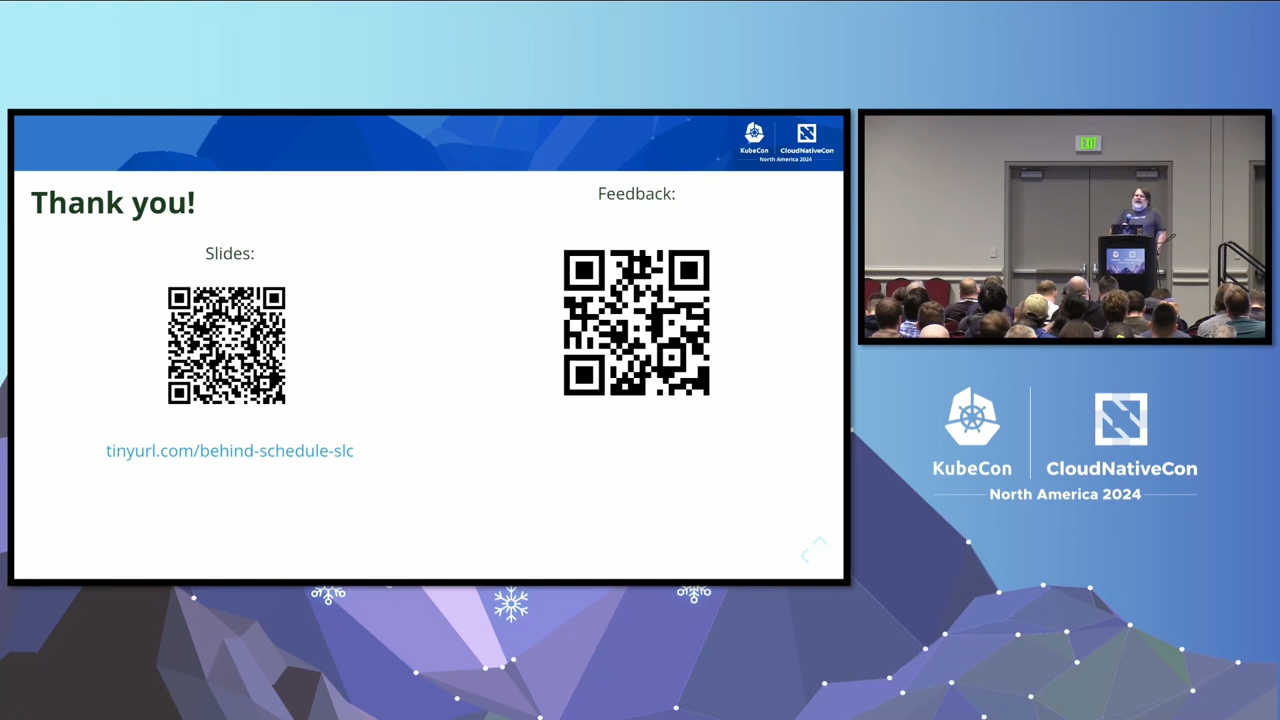 KubeCon
CloudNativeCon
North America 2024
Thank you!
Feedback:
Slides:
tinyurl.com/behind-schedule-slc
EXIT
KubeCon
CloudNativeCon
North America 2024